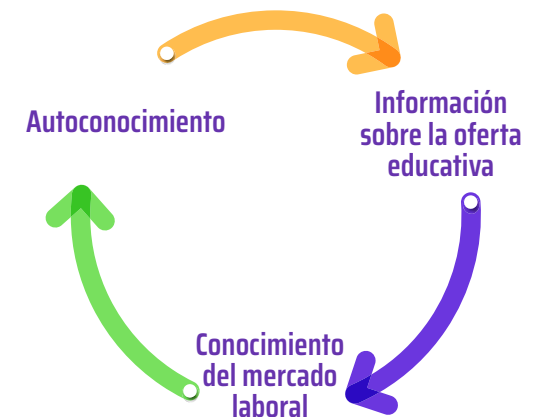 Autoconocimiento
Información
sobre la oferta
educativa
Conocimiento
del mercado
laboral